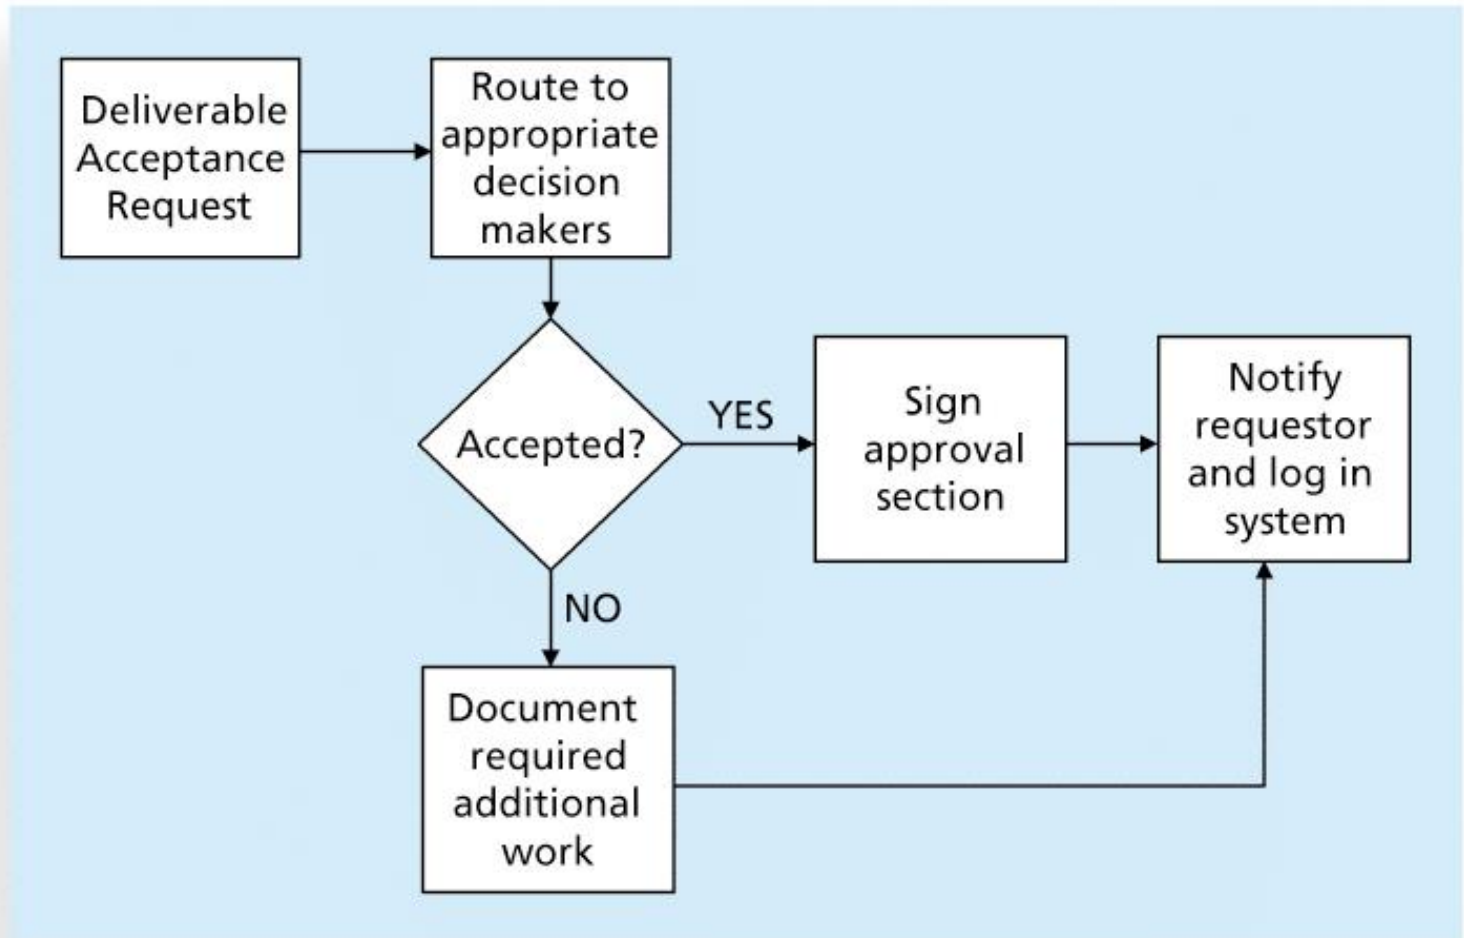 Deliverable
Acceptance
Request
Route to
appropriate
decision
makers
Accepted?
YES
Sign
approval
section
Notify
requestor
and log in
system
NO
Document
required
additional
work